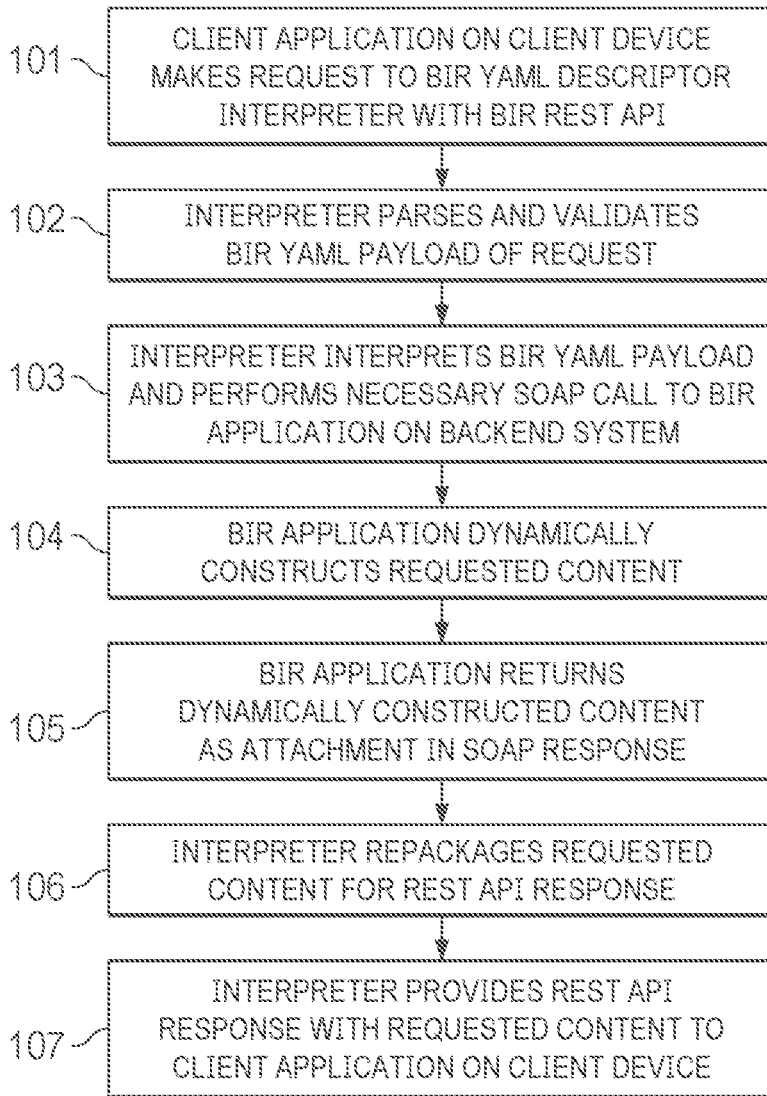 101
CLIENT APPLICATION ON CLIENT DEVICE
MAKES REQUEST TO BIR YAML DESCRIPTOR
INTERPRETER WITH BIR REST API
102
INTERPRETER PARSES AND VALIDATES
BIR YAML PAYLOAD OF REQUEST
103
INTERPRETER INTERPRETS BIR YAML PAYLOAD
AND PERFORMS NECESSARY SOAP CALL TO BIR
APPLICATION ON BACKEND SYSTEM
104
BIR APPLICATION DYNAMICALLY
CONSTRUCTS REQUESTED CONTENT
105
BIR APPLICATION RETURNS
DYNAMICALLY CONSTRUCTED CONTENT
AS ATTACHMENT IN SOAP RESPONSE
106
INTERPRETER REPACKAGES REQUESTED
CONTENT FOR REST API RESPONSE
107
INTERPRETER PROVIDES REST API
RESPONSE WITH REQUESTED CONTENT TO
CLIENT APPLICATION ON CLIENT DEVICE